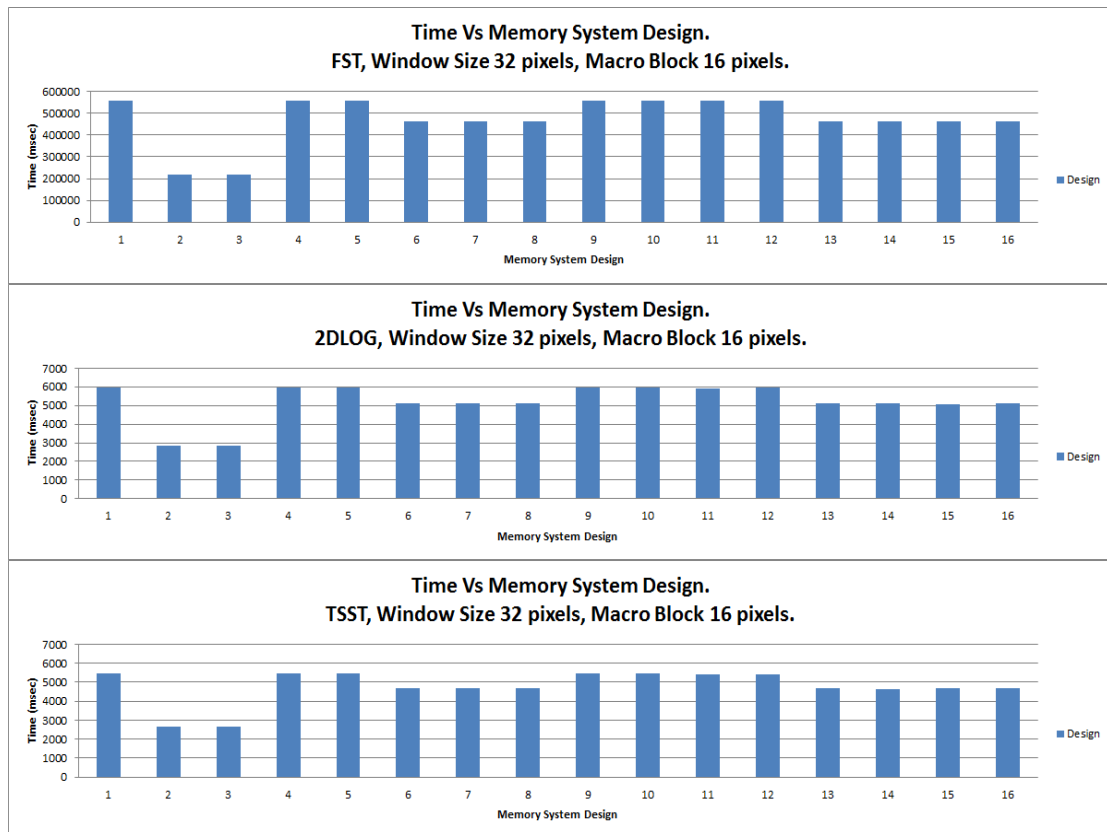 Time Vs Memory System Design.
FST, Window Size 32 pixels, Macro Block 16 pixels.
600000
500000
400000
300000
200000
100000
0
Time (msec)
1 2 3 4 5 6 7 8 9 10 11 12 13 14 15 16
Memory System Design
Design
Time Vs Memory System Design.
2DLOG, Window Size 32 pixels, Macro Block 16 pixels.
7000
6000
5000
4000
3000
2000
1000
0
Time (msec)
1 2 3 4 5 6 7 8 9 10 11 12 13 14 15 16
Memory System Design
Design
Time Vs Memory System Design.
TSST, Window Size 32 pixels, Macro Block 16 pixels.
7000
6000
5000
4000
3000
2000
1000
0
Time (msec)
1 2 3 4 5 6 7 8 9 10 11 12 13 14 15 16
Memory System Design
Design